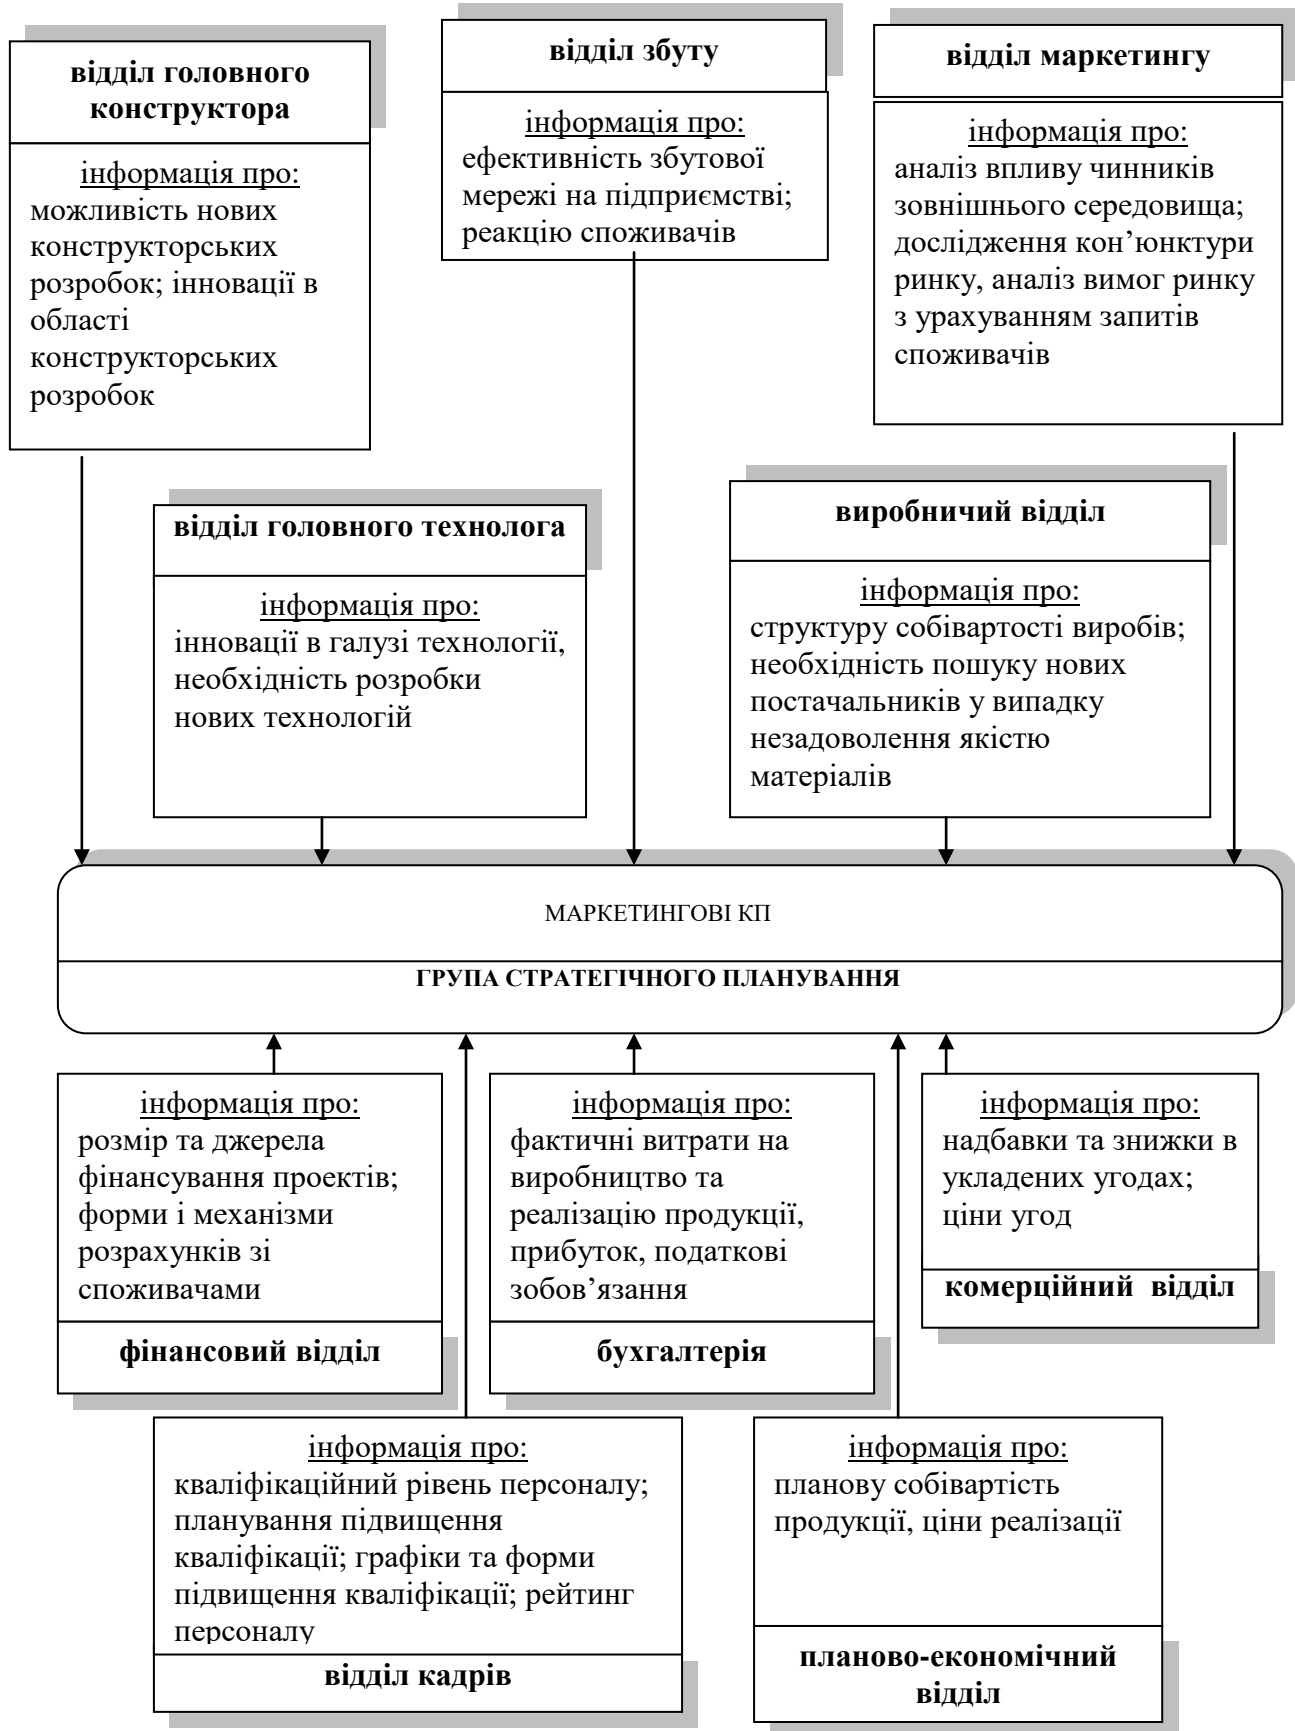 відділ головного
конструктора
інформація про:
можливість нових
конструкторських
розробок; інновації в
області
конструкторських
розробок
відділ збуту
інформація про:
ефективність збутової
мережі на підприємстві;
реакцію споживачів
відділ маркетингу
інформація про:
аналіз впливу чинників
зовнішнього середовища;
дослідження кон’юнктури
ринку, аналіз вимог ринку
з урахуванням запитів
споживачів
відділ головного технолога
інформація про:
інновації в галузі технології,
необхідність розробки
нових технологій
виробничий відділ
інформація про:
структуру собівартості виробів;
необхідність пошуку нових
постачальників у випадку
незадоволення якістю
матеріалів
МАРКЕТИНГОВІ КП
ГРУПА СТРАТЕГІЧНОГО ПЛАНУВАННЯ
інформація про:
розмір та джерела
фінансування проектів;
форми і механізми
розрахунків зі
споживачами
фінансовий відділ
інформація про:
фактичні витрати на
виробництво та
реалізацію продукції,
прибуток, податкові
зобов’язання
бухгалтерія
інформація про:
надбавки та знижки в
укладених угодах;
ціни угод
комерційний відділ
інформація про:
кваліфікаційний рівень персоналу;
планування підвищення
кваліфікації; графіки та форми
підвищення кваліфікації; рейтинг
персоналу
відділ кадрів
інформація про:
планову собівартість
продукції, ціни реалізації
планово-економічний
відділ